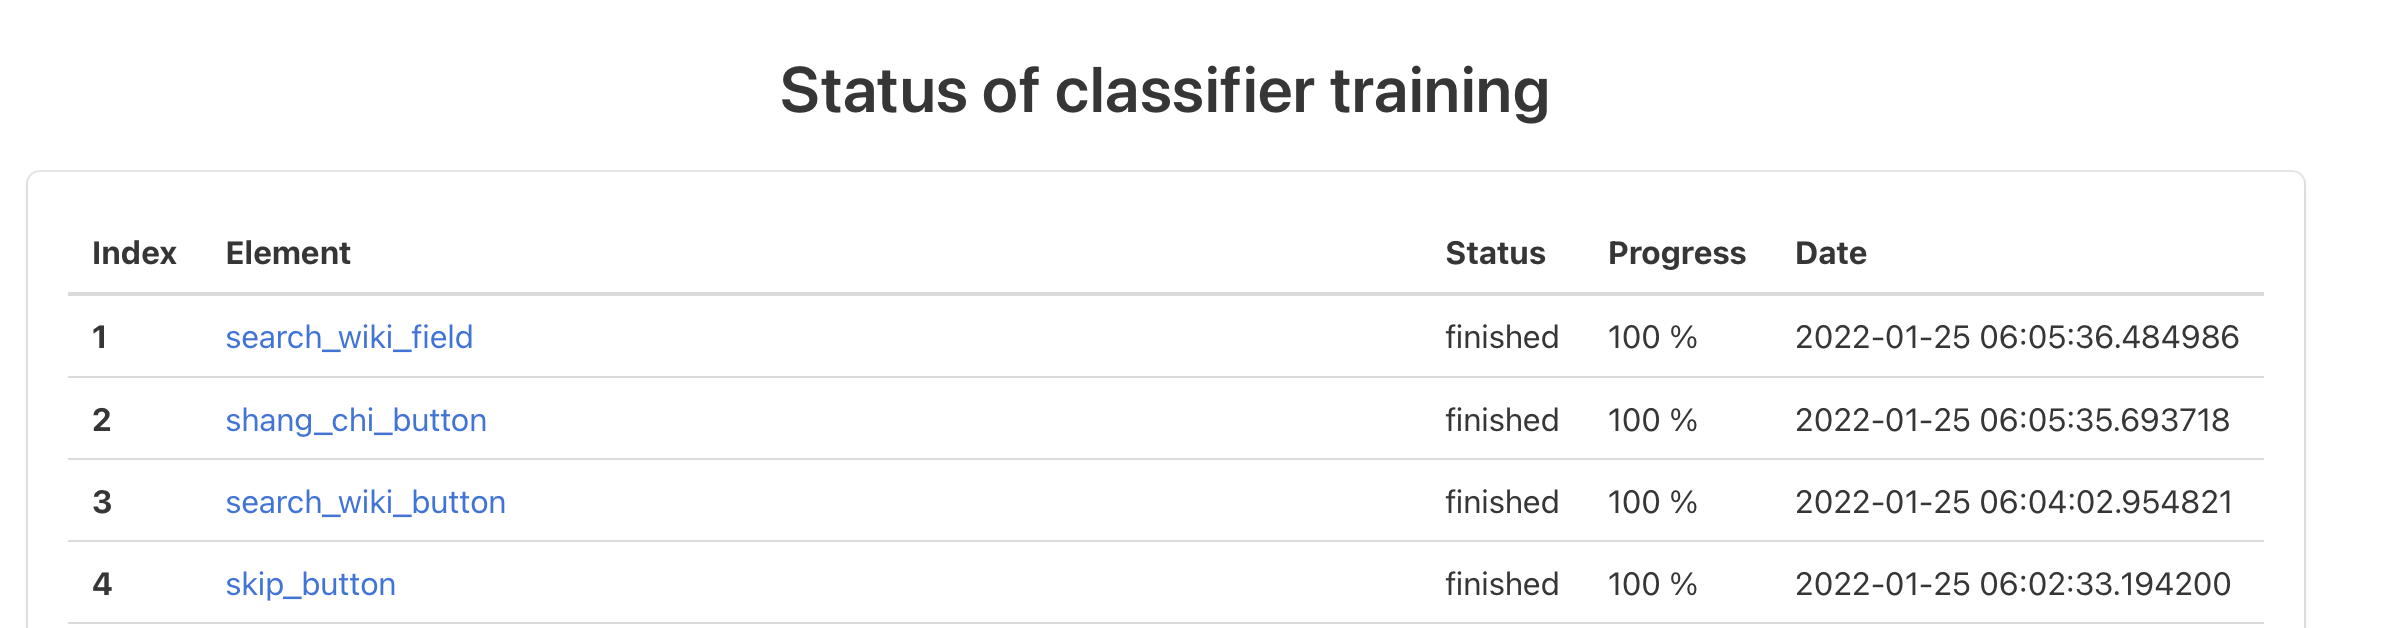 Status of classifier training
Index Element Status Progress Date
1 search_wiki_field finished 100 % 2022-01-25 06:05:36.484986
2 shang_chi_button finished 100 % 2022-01-25 06:05:35.693718
3 search_wiki_button finished 100 % 2022-01-25 06:04:02.954821
4 skip_button finished 100 % 2022-01-25 06:02:33.194200